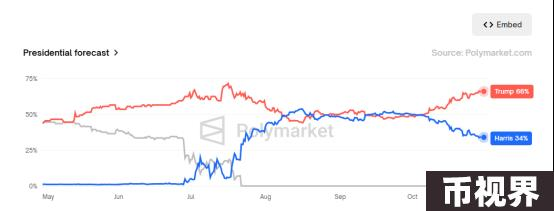 <> Embed
Presidential forecast >
Source: Polymarket.com
75%
Trump 66%
50%
Polymarket
Harris 34%
25%
0%
May Jun Jul Aug Sep Oct
币视界